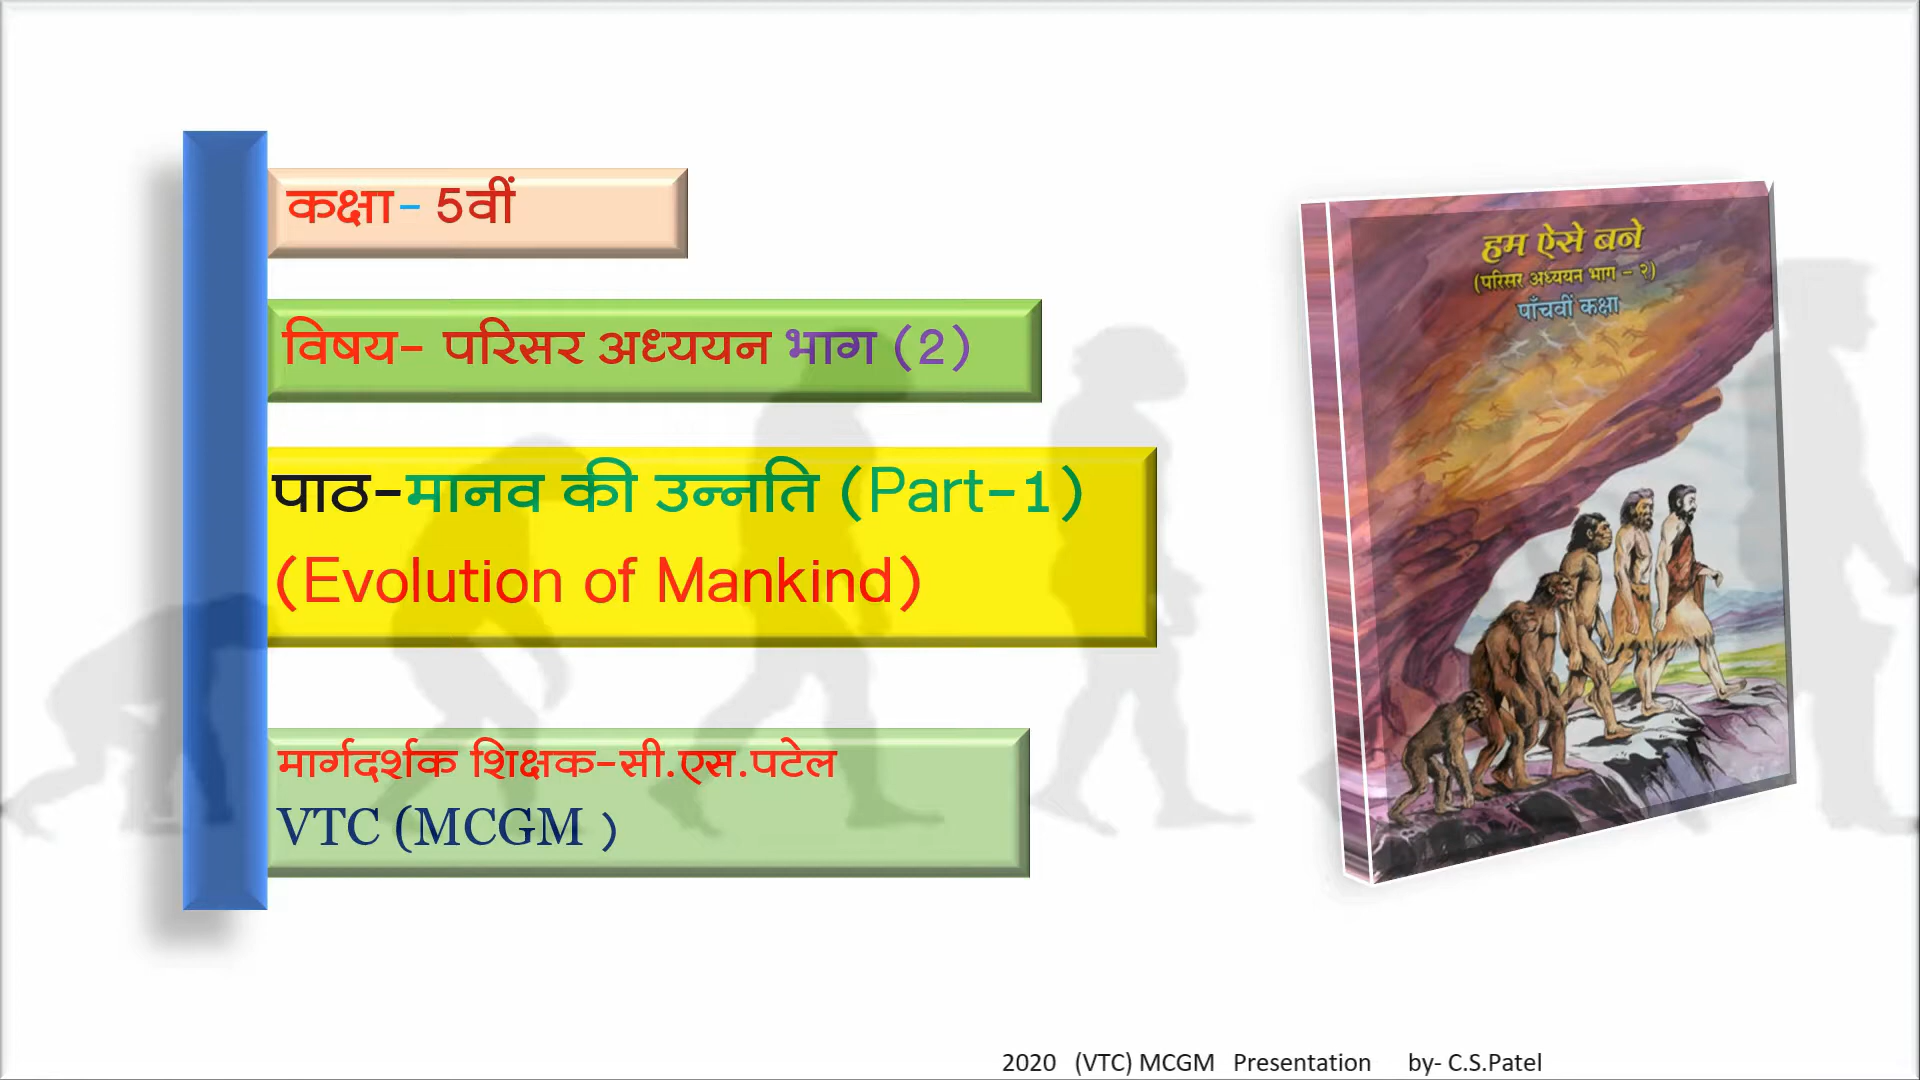 कक्षा- 5वीं
विषय- परिसर अध्ययन भाग (2)
पाठ-मानव की उन्नति (Part-1)
(Evolution of Mankind)
मार्गदर्शक शिक्षक-सी.एस.पटेल
VTC (MCGM )
हम ऐसे बने
(परिसर अध्ययन भाग - २)
पाँचवीं कक्षा
2020 (VTC) MCGM Presentation by- C.S.Patel